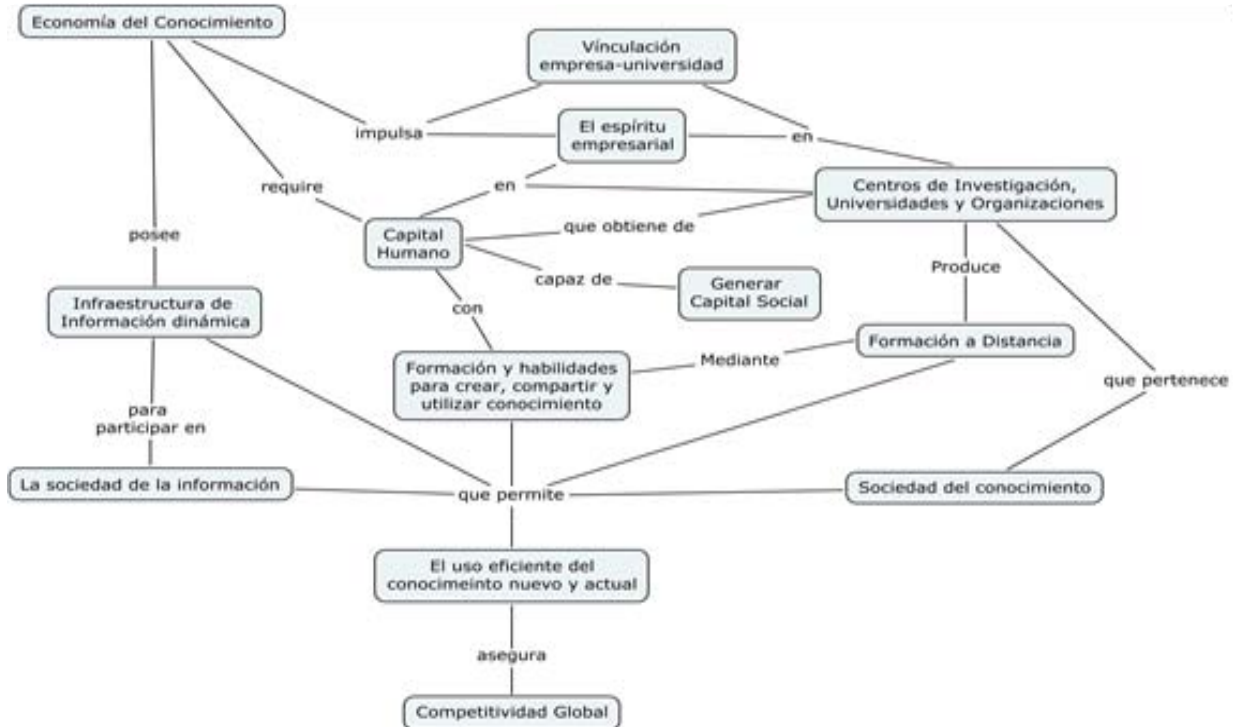 Economía del Conocimiento
Vínculación
empresa-universidad
impulsa
El espíritu
empresarial
en
require
en
Centros de Investigación,
Universidades y Organizaciones
posee
Capital
Humano
que obtiene de
capaz de
Generar
Capital Social
Produce
Infraestructura de
Información dinámica
con
Formación a Distancia
Mediante
Formación y habilidades
para crear, compartir y
utilizar conocimiento
que pertenece
para
participar en
La sociedad de la información
que permite
Sociedad del conocimiento
El uso eficiente del
conocimeinto nuevo y actual
asegura
Competitividad Global